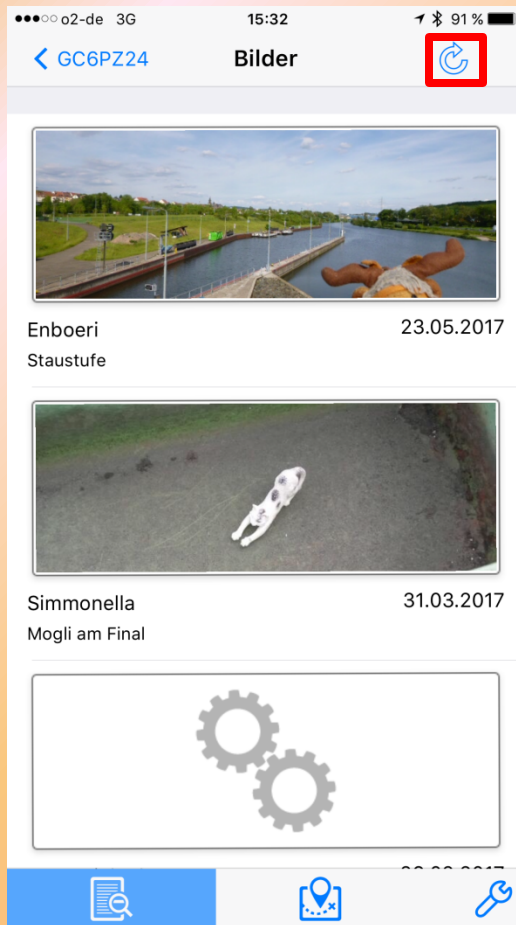 o2-de 3G 15:32 91 %
GC6PZ24 Bilder
Enboeri 23.05.2017
Staustufe
Simmonella 31.03.2017
Mogli am Final